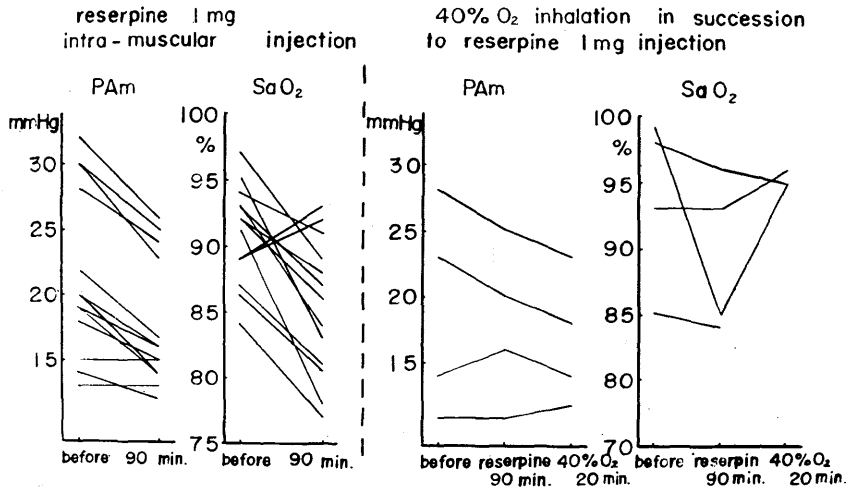 reserpine 1 mg
intra-muscular injection
40% O₂ inhalation in succession
to reserpine 1 mg injection
PAm
SaO₂
PAm
SaO₂
mmHg
30
25
20
15
100
%
95
90
85
80
75
mmHg
30
25
20
15
100
%
95
90
85
80
70
before 90 min.
before 90 min.
before reserpine 40%O₂
90 min. 20 min.
before reserpin 40%O₂
90 min. 20 min.